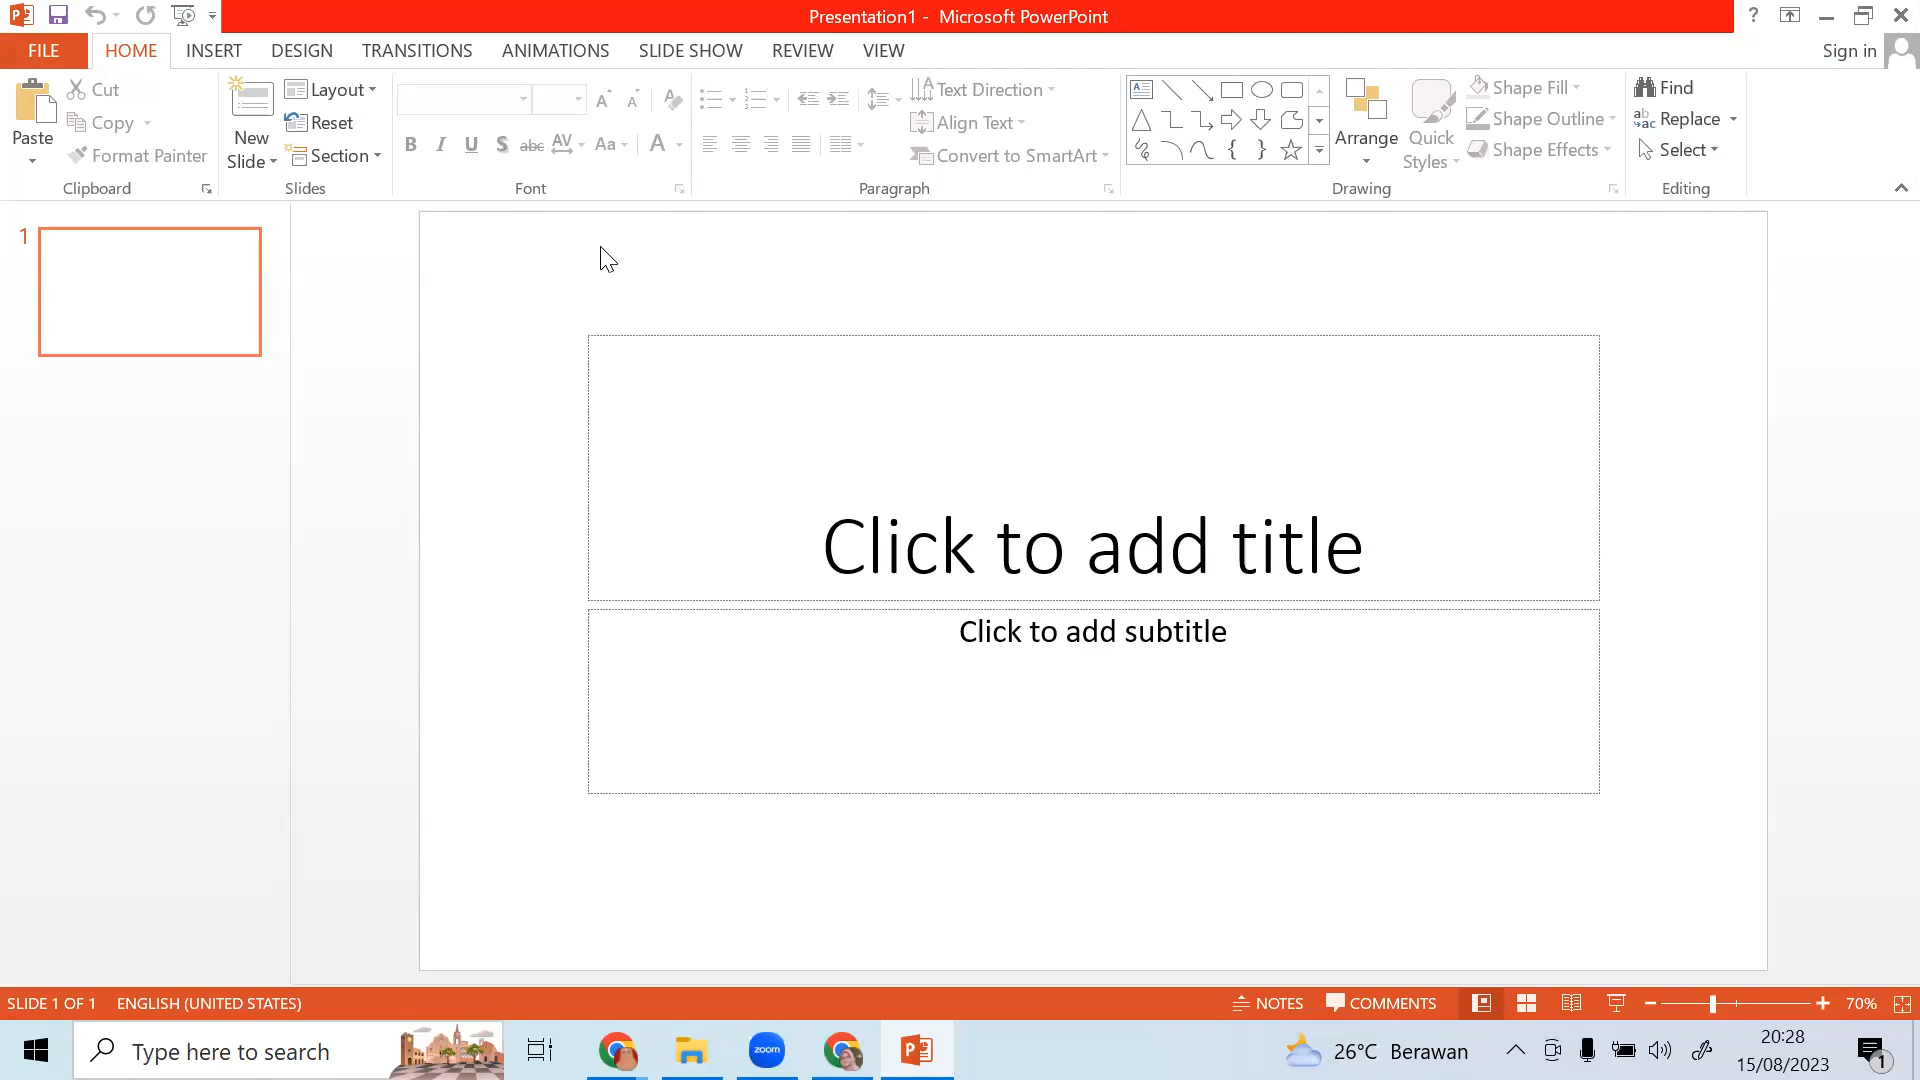 Presentation1 - Microsoft PowerPoint
?
FILE HOME INSERT DESIGN TRANSITIONS ANIMATIONS SLIDE SHOW REVIEW VIEW
Sign in
Paste
Cut
Copy
Format Painter
Clipboard
New Slide
Layout
Reset
Section
Slides
B I U S abc AV Aa A
Font
Text Direction
Align Text
Convert to SmartArt
Paragraph
Arrange
Quick Styles
Shape Fill
Shape Outline
Shape Effects
Drawing
Find
Replace
Select
Editing
1
Click to add title
Click to add subtitle
SLIDE 1 OF 1 ENGLISH (UNITED STATES)
NOTES COMMENTS 70%
Type here to search
zoom
26°C Berawan
20:28
15/08/2023
1